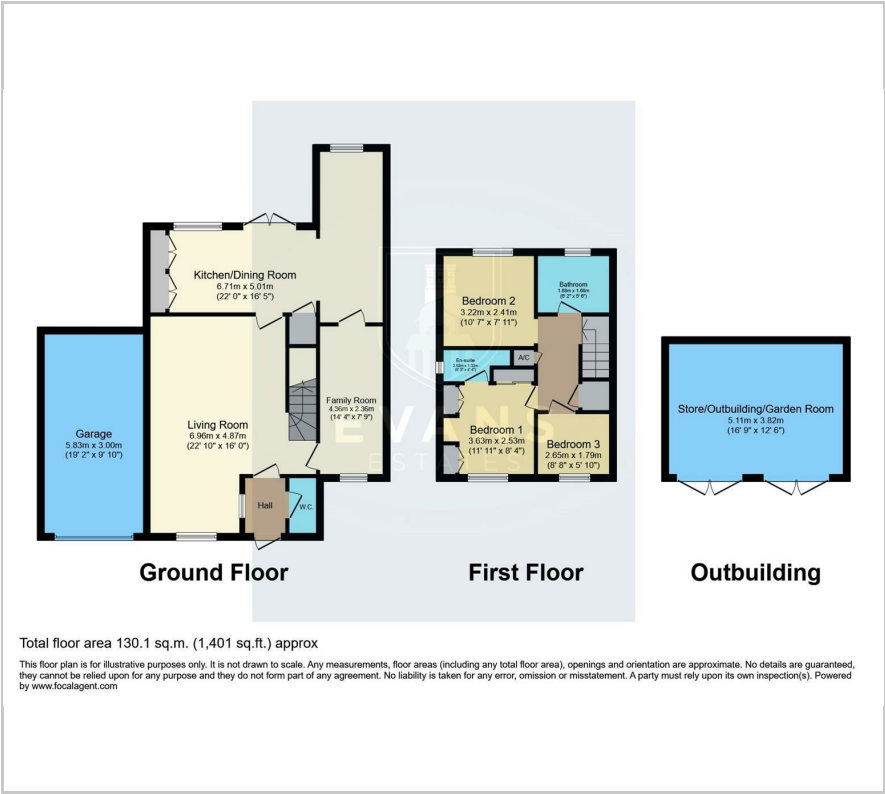 Kitchen/Dining Room
6.71m x 5.01m
(22' 0" x 16' 5")
Living Room
6.96m x 4.87m
(22' 10" x 16' 0")
Family Room
4.36m x 2.36m
(14' 4" x 7' 9")
Garage
5.83m x 3.00m
(19' 2" x 9' 10")
Hall
W.C.
Ground Floor
Bedroom 2
3.22m x 2.41m
(10' 7" x 7' 11")
Bathroom
En-suite
A/C
Bedroom 1
3.63m x 2.53m
(11' 11" x 8' 4")
Bedroom 3
2.65m x 1.79m
(8' 8" x 5' 10")
First Floor
Store/Outbuilding/Garden Room
5.11m x 3.82m
(16' 9" x 12' 6")
Outbuilding
EVANS
ESTATES
Total floor area 130.1 sq.m. (1,401 sq.ft.) approx
This floor plan is for illustrative purposes only. It is not drawn to scale. Any measurements, floor areas (including any total floor area), openings and orientation are approximate. No details are guaranteed,
they cannot be relied upon for any purpose and they do not form part of any agreement. No liability is taken for any error, omission or misstatement. A party must rely upon its own inspection(s). Powered
by www.focalagent.com